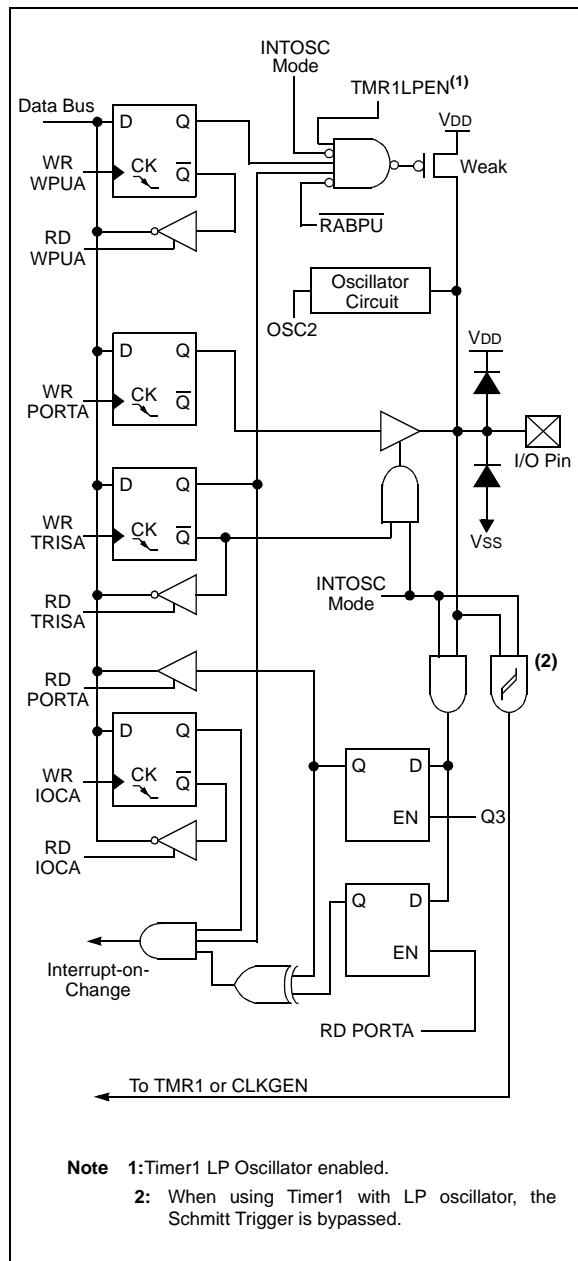 INTOSC
Mode
TMR1LPEN(1)
Data Bus
D Q
VDD
WR
WPUA
CK
Q
Weak
RD
WPUA
RABPU
Oscillator
Circuit
OSC2
VDD
D Q
WR
PORTA
CK
Q
I/O Pin
D Q
WR
TRISA
CK
Q
VSS
INTOSC
Mode
RD
TRISA
(2)
RD
PORTA
D
Q
WR
IOCA
CK
Q
Q D
EN
Q3
RD
IOCA
Q D
EN
Interrupt-on-
Change
RD PORTA
To TMR1 or CLKGEN
Note 1:Timer1 LP Oscillator enabled.
2: When using Timer1 with LP oscillator, the
Schmitt Trigger is bypassed.